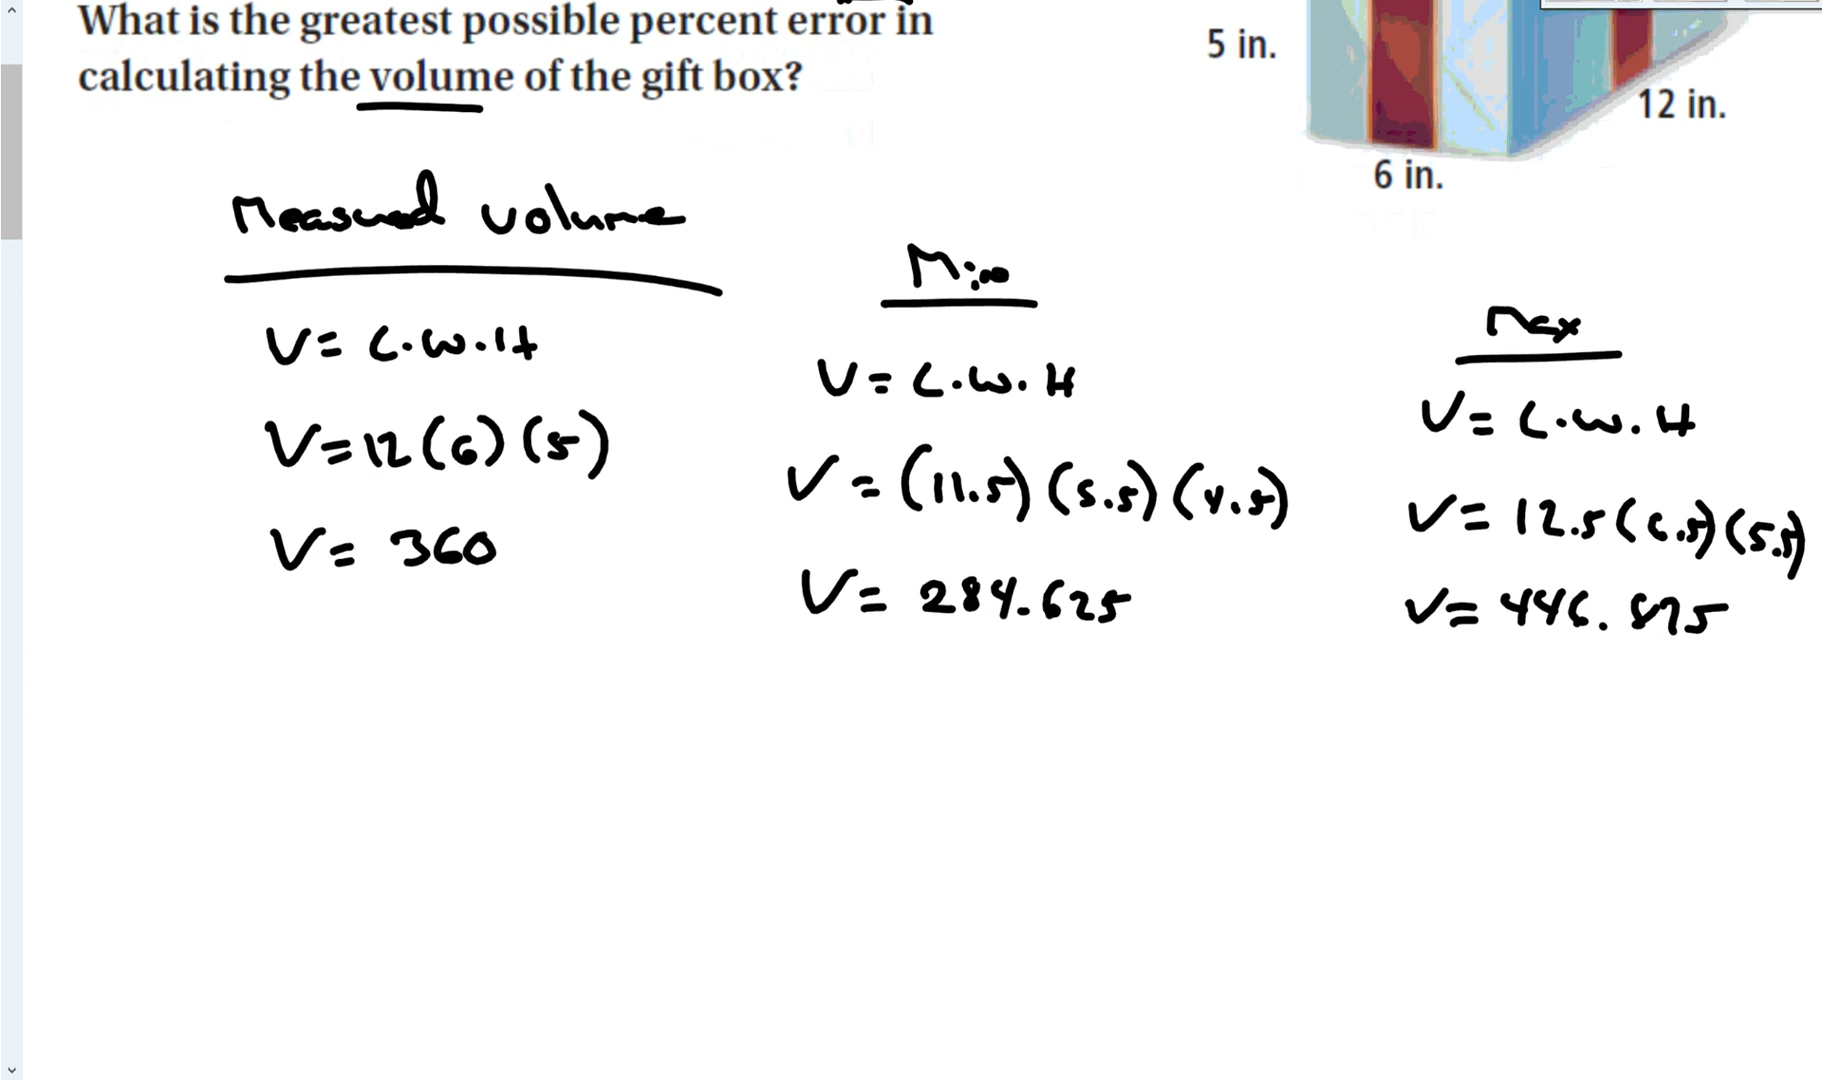 What is the greatest possible percent error in
calculating the volume of the gift box?
5 in.
12 in.
6 in.
Measured volume
V = L.W.H
V = 12 (6) (5)
V = 360
Min
V = L.W.H
V = (11.5) (5.5) (4.5)
V = 284.625
Max
V = L.W.H
V = 12.5 (6.5) (5.5)
V = 446.875